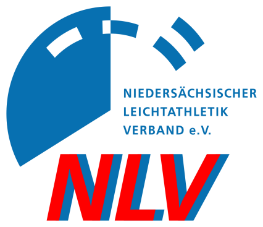 NIEDERSÄCHSISCHER
LEICHTATHLETIK
VERBAND e.V.
NLV